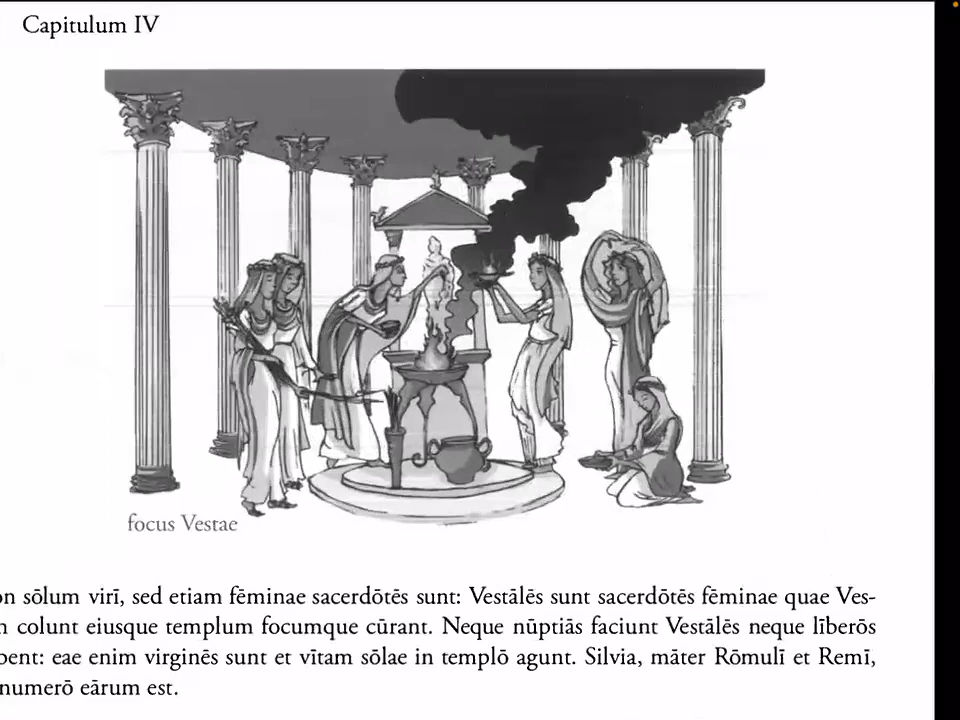 Capitulum IV
focus Vestae
sōlum virī, sed etiam fēminae sacerdōtēs sunt: Vestālēs sunt sacerdōtēs fēminae quae Ves-
colunt eiusque templum focumque cūrant. Neque nūptiās faciunt Vestālēs neque līberōs
eae enim virginēs sunt et vītam sōlae in templō agunt. Silvia, māter Rōmulī et Remī,
numerō eārum est.